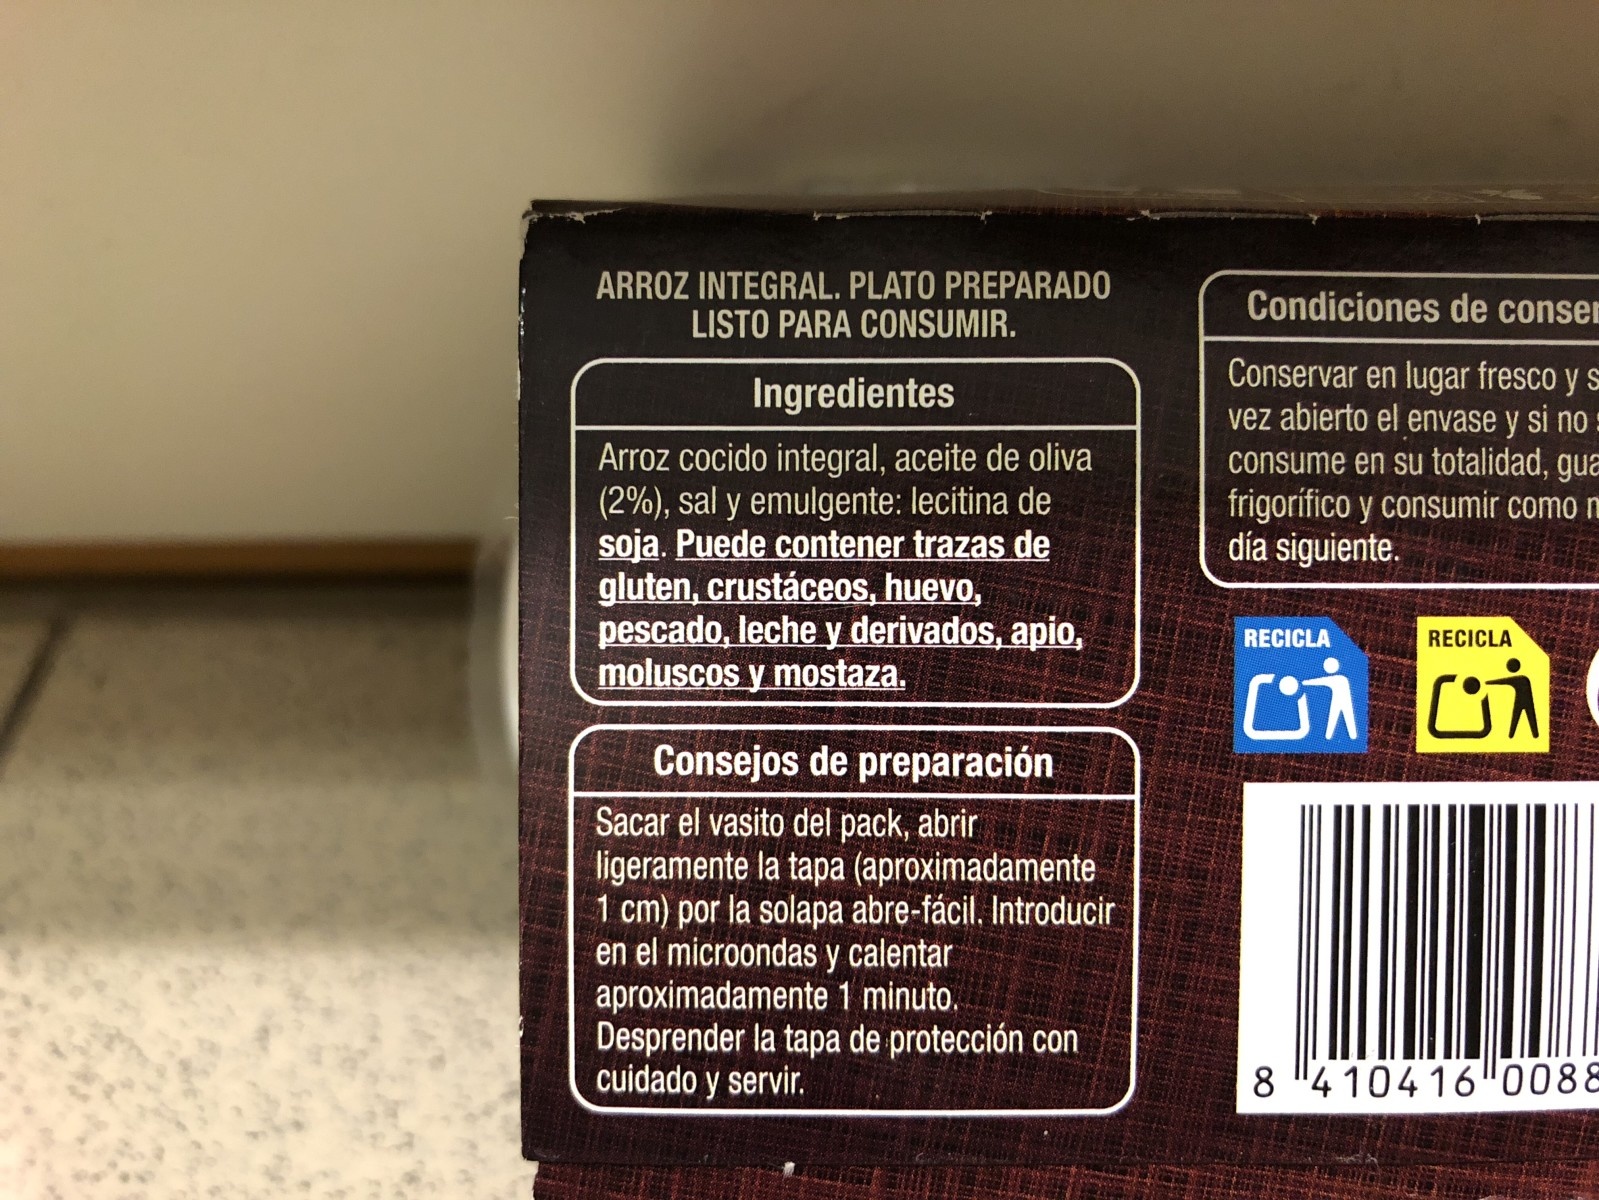 ARROZ INTEGRAL. PLATO PREPARADO
LISTO PARA CONSUMIR.
Ingredientes
Arroz cocido integral, aceite de oliva
(2%), sal y emulgente: lecitina de
soja. Puede contener trazas de
gluten, crustáceos, huevo,
pescado, leche y derivados, apio,
moluscos y mostaza.
Consejos de preparación
Sacar el vasito del pack, abrir
ligeramente la tapa (aproximadamente
1 cm) por la solapa abre-fácil. Introducir
en el microondas y calentar
aproximadamente 1 minuto.
Desprender la tapa de protección con
cuidado y servir.
Condiciones de
Conservar en lugar fresco y
vez abierto el envase y si no
consume en su totalidad,
frigorífico y consumir como
día siguiente.
RECICLA
RECICLA
8 410416 0088